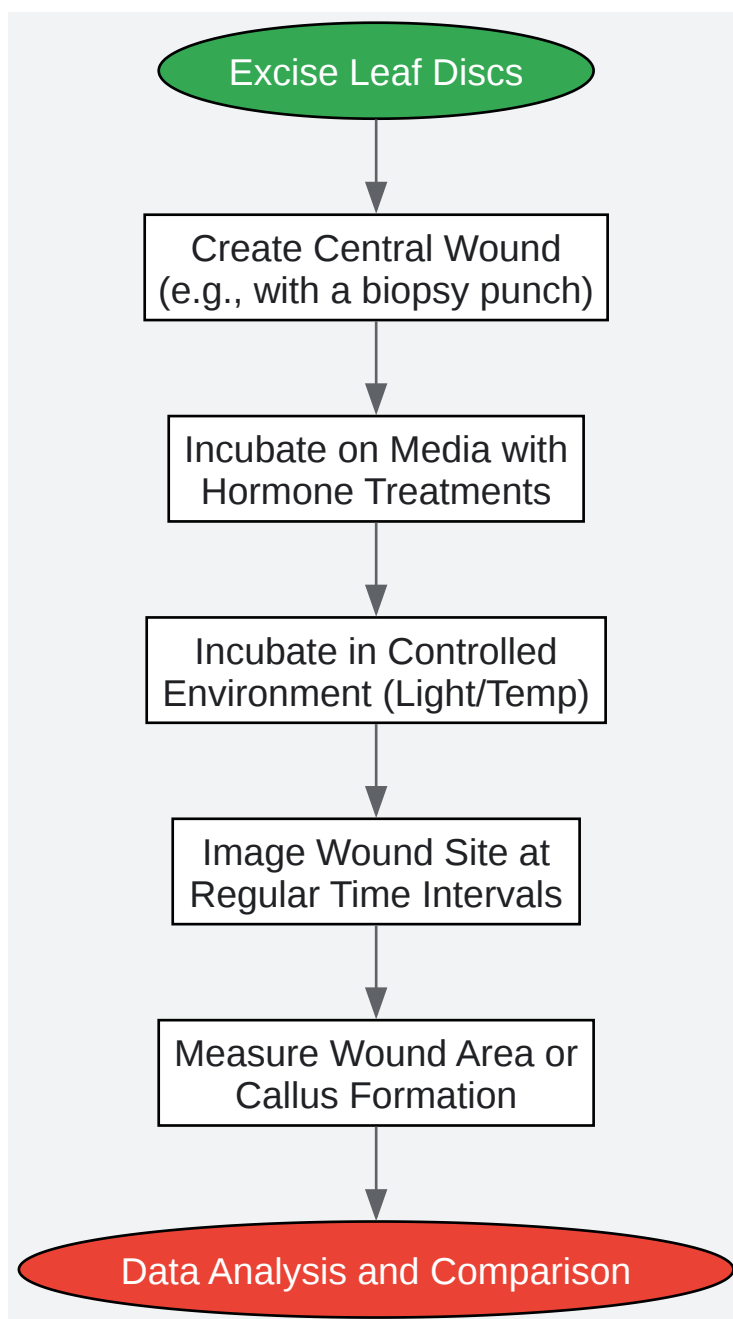 Excise Leaf Discs
Create Central Wound
(e.g., with a biopsy punch)
Incubate on Media with
Hormone Treatments
Incubate in Controlled
Environment (Light/Temp)
Image Wound Site at
Regular Time Intervals
Measure Wound Area or
Callus Formation
Data Analysis and Comparison